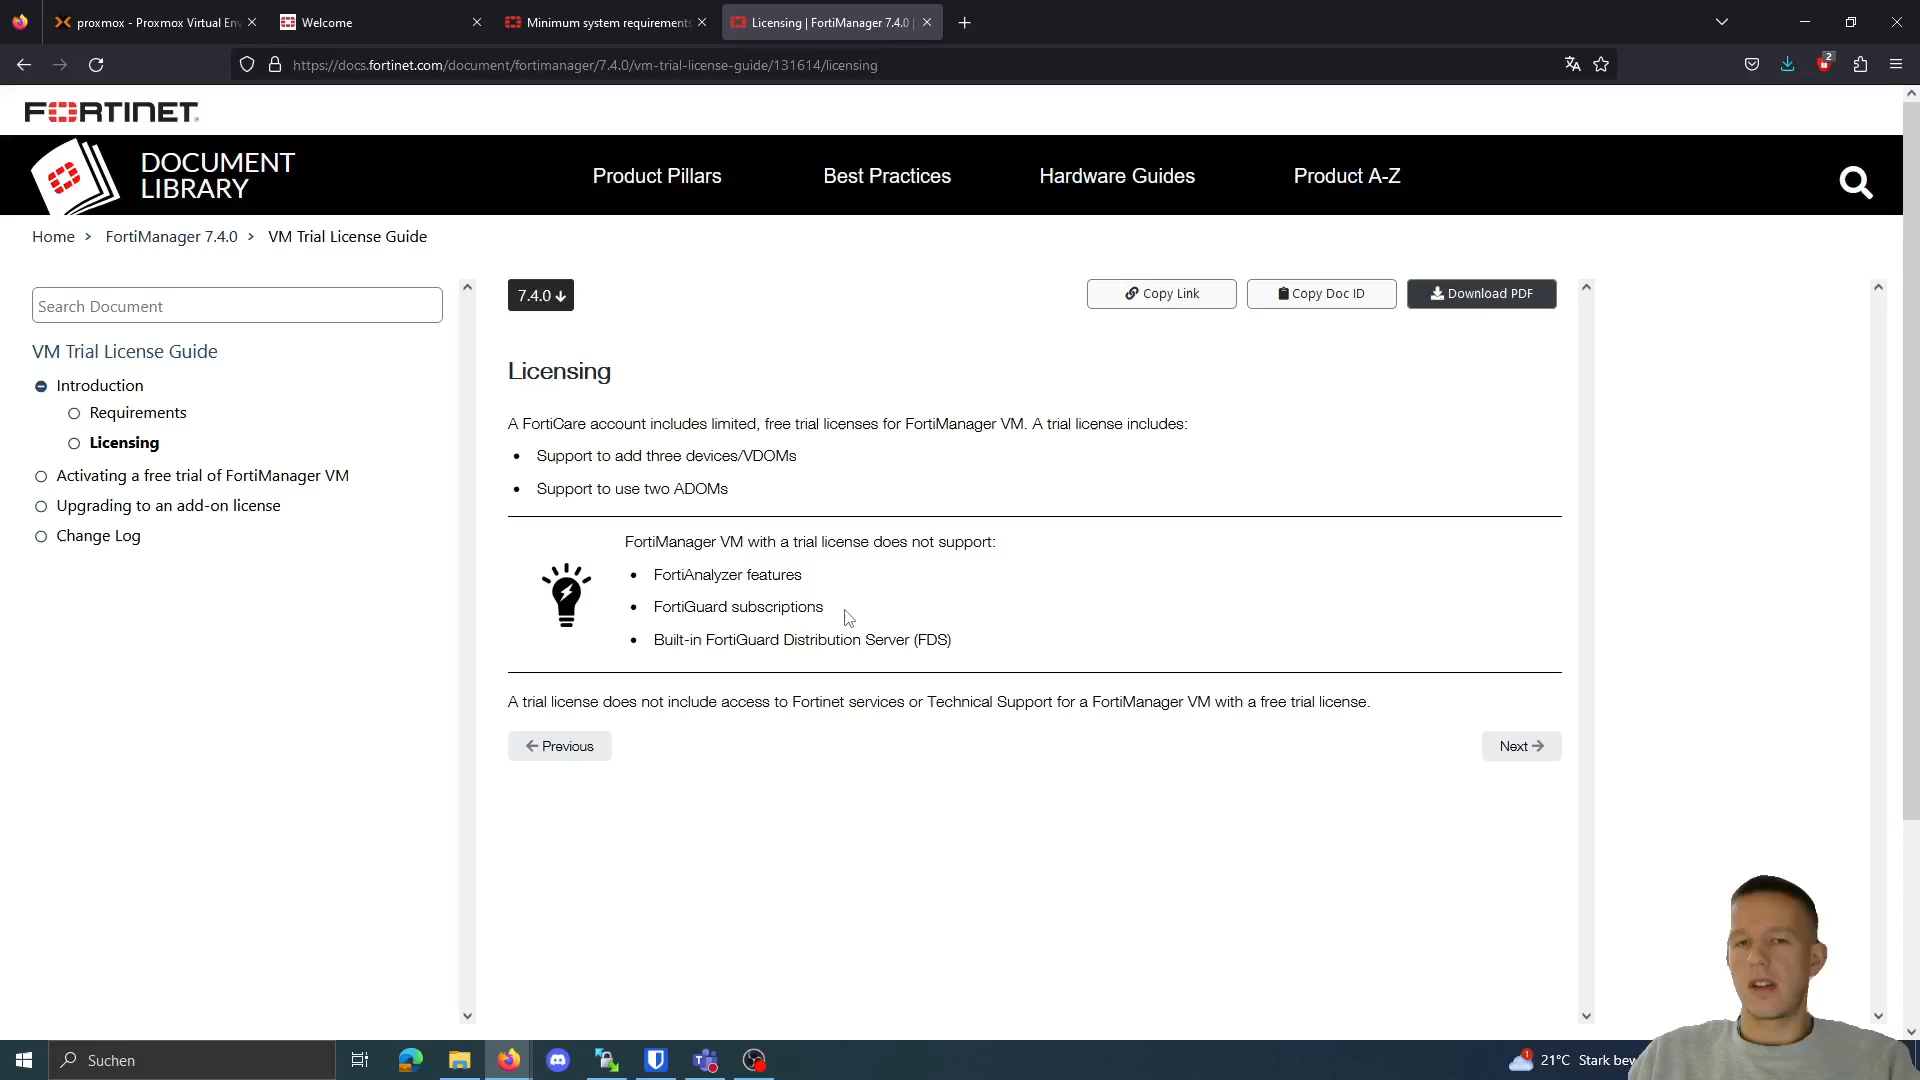 proxmox - Proxmox Virtual Env
Welcome
Minimum system requirements
Licensing | FortiManager 7.4.0 |
https://docs.fortinet.com/document/fortimanager/7.4.0/vm-trial-license-guide/131614/licensing
2
FORTINET
DOCUMENT
LIBRARY
Product Pillars
Best Practices
Hardware Guides
Product A-Z
Home > FortiManager 7.4.0 > VM Trial License Guide
Search Document
VM Trial License Guide
Introduction
Requirements
Licensing
Activating a free trial of FortiManager VM
Upgrading to an add-on license
Change Log
7.4.0
Copy Link
Copy Doc ID
Download PDF
Licensing
A FortiCare account includes limited, free trial licenses for FortiManager VM. A trial license includes:
• Support to add three devices/VDOMs
• Support to use two ADOMs
FortiManager VM with a trial license does not support:
• FortiAnalyzer features
• FortiGuard subscriptions
• Built-in FortiGuard Distribution Server (FDS)
A trial license does not include access to Fortinet services or Technical Support for a FortiManager VM with a free trial license.
Previous
Next
Suchen
1
21°C Stark bew